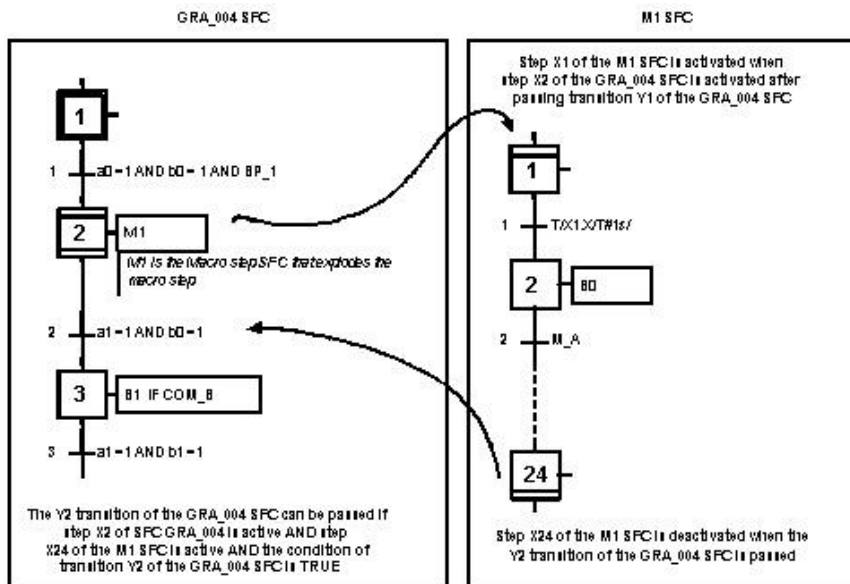 GRA_004 SFC
1
1 a0=1 AND b0=1 AND BP_1
2 M1
M1 is the Macro step SFC that explodes the
macro step
2 a1=1 AND b0=1
3 B1 IF COM_B
3 a1=1 AND b1=1
The Y2 transition of the GRA_004 SFC can be passed if
step X2 of SFC GRA_004 is active AND step
X24 of the M1 SFC is active AND the condition of
transition Y2 of the GRA_004 SFC is TRUE
M1 SFC
Step X1 of the M1 SFC is activated when
step X2 of the GRA_004 SFC is activated after
passing transition Y1 of the GRA_004 SFC
1
1 T/X1.X/T#1s/
2 B0
2 M_A
24
Step X24 of the M1 SFC is deactivated when the
Y2 transition of the GRA_004 SFC is passed